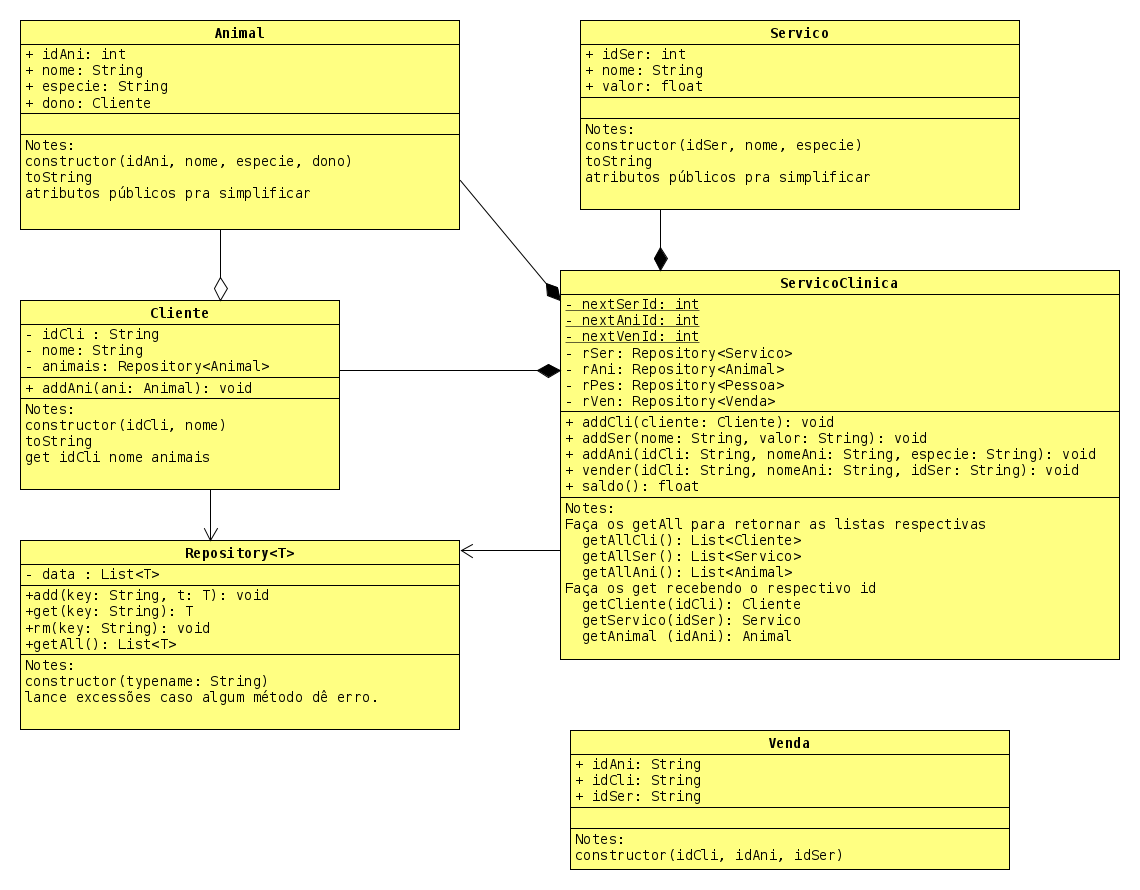 Animal
+ idAni: int
+ nome: String
+ especie: String
+ dono: Cliente
Notes:
constructor(idAni, nome, especie, dono)
toString
atributos públicos pra simplificar
Servico
+ idSer: int
+ nome: String
+ valor: float
Notes:
constructor(idSer, nome, especie)
toString
atributos públicos pra simplificar
Cliente
- idCli : String
- nome: String
- animais: Repository<Animal>
+ addAni(ani: Animal): void
Notes:
constructor(idCli, nome)
toString
get idCli nome animais
ServicoClinica
- nextSerId: int
- nextAniId: int
- nextVenId: int
- rSer: Repository<Servico>
- rAni: Repository<Animal>
- rPes: Repository<Pessoa>
- rVen: Repository<Venda>
+ addCli(cliente: Cliente): void
+ addSer(nome: String, valor: String): void
+ addAni(idCli: String, nomeAni: String, especie: String): void
+ vender(idCli: String, nomeAni: String, idSer: String): void
+ saldo(): float
Notes:
Faça os getAll para retornar as listas respectivas
getAllCli(): List<Cliente>
getAllSer(): List<Servico>
getAllAni(): List<Animal>
Faça os get recebendo o respectivo id
getCliente(idCli): Cliente
getServico(idSer): Servico
getAnimal (idAni): Animal
Repository<T>
- data : List<T>
+add(key: String, t: T): void
+get(key: String): T
+rm(key: String): void
+getAll(): List<T>
Notes:
constructor(typename: String)
lance excessões caso algum método dê erro.
Venda
+ idAni: String
+ idCli: String
+ idSer: String
Notes:
constructor(idCli, idAni, idSer)